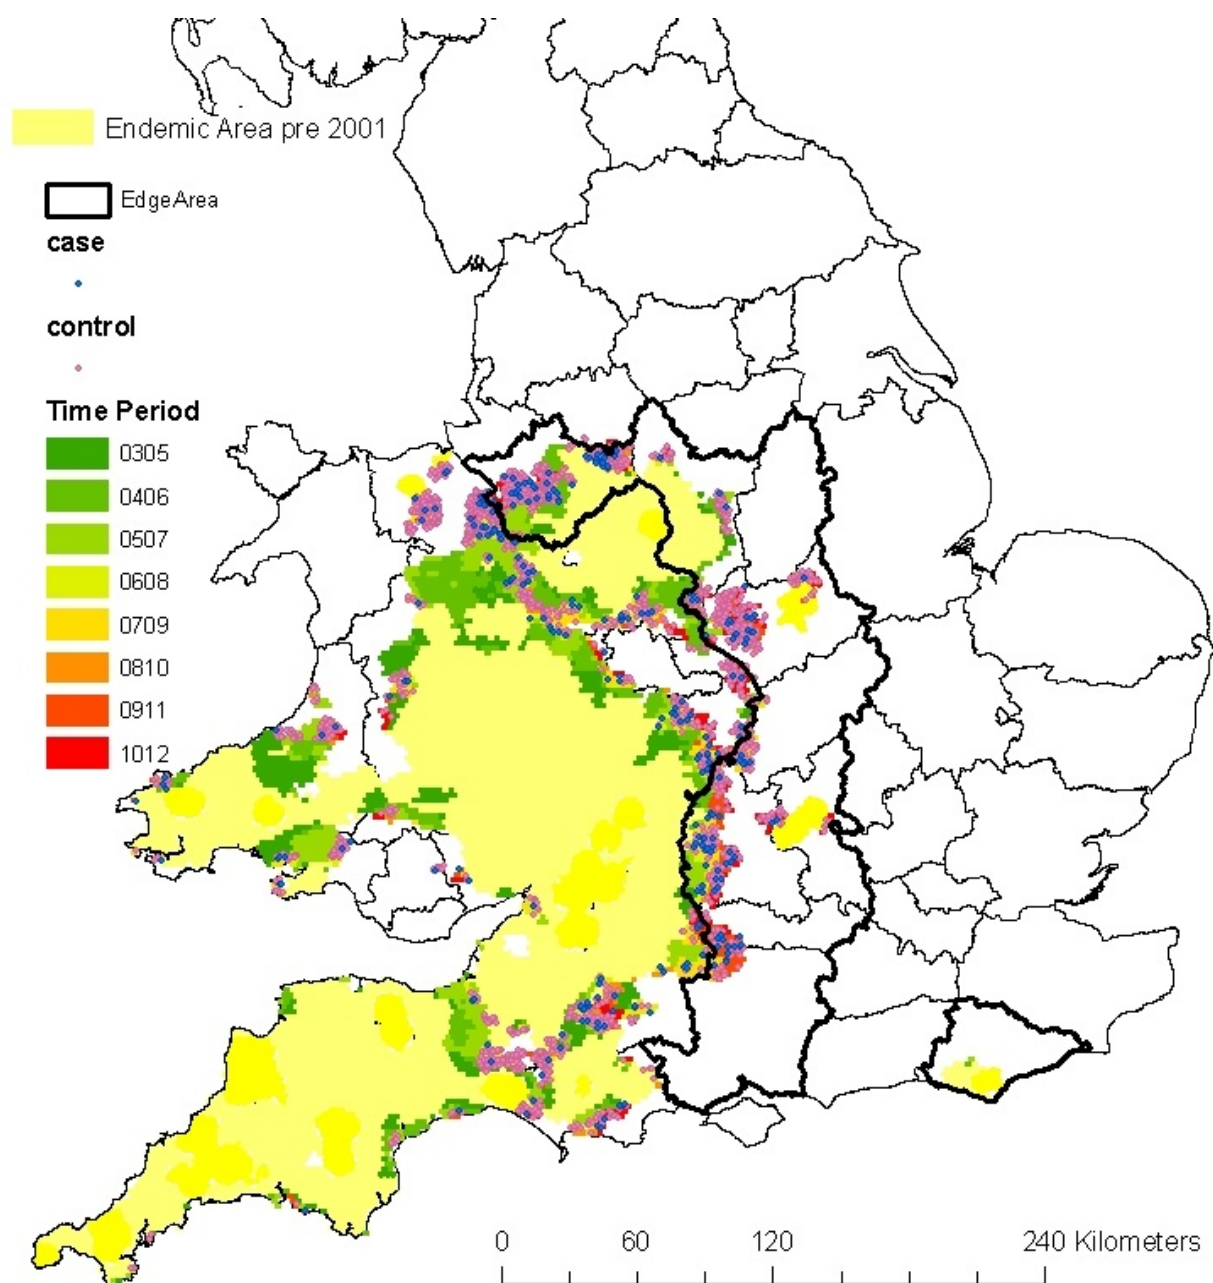 Endemic Area pre 2001
EdgeArea
case
control
Time Period
0305
0406
0507
0608
0709
0810
0911
1012
0 60 120 240 Kilometers